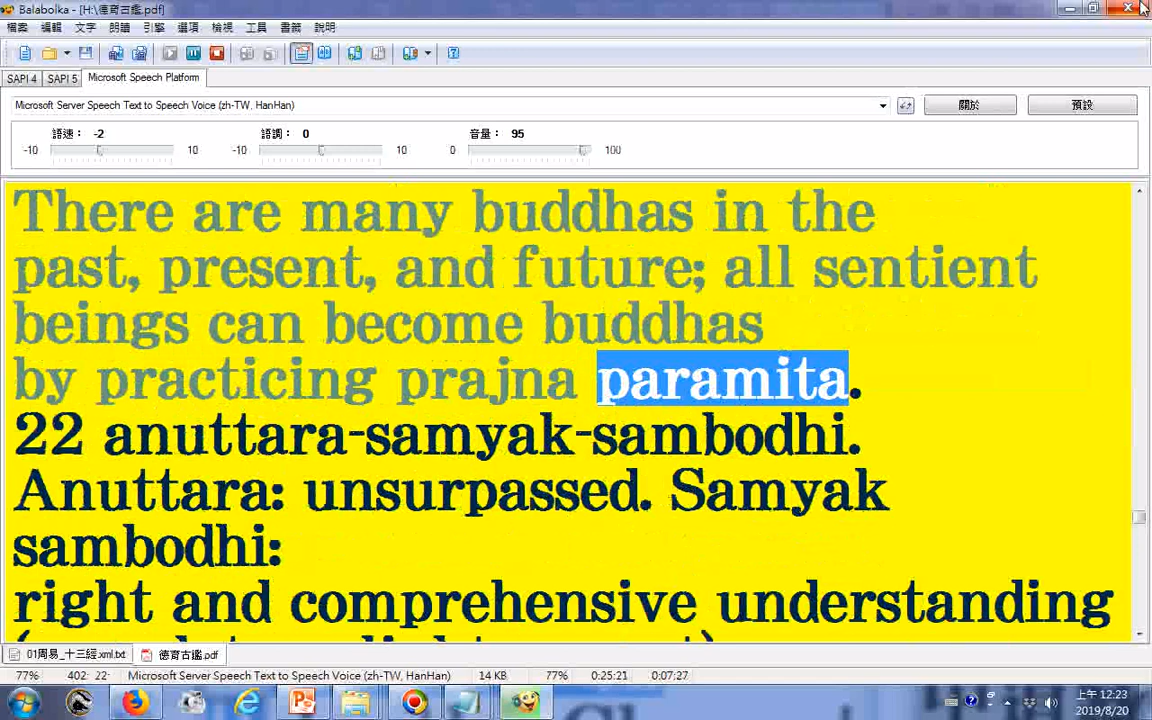 Balabolka - [H:\德育古鑑.pdf]
檔案 編輯 文字 朗讀 引擎 選項 檢視 工具 書籤 說明
SAPI 4 SAPI 5 Microsoft Speech Platform
Microsoft Server Speech Text to Speech Voice (zh-TW, HanHan) 關於 預設
語速: -2 語調: 0 音量: 95
-10 10 -10 10 0 100
There are many buddhas in the
past, present, and future; all sentient
beings can become buddhas
by practicing prajna paramita.
22 anuttara-samyak-sambodhi.
Anuttara: unsurpassed. Samyak
sambodhi:
right and comprehensive understanding
01周易_十三經.xml.txt 德育古鑑.pdf
77% 402: 22 Microsoft Server Speech Text to Speech Voice (zh-TW, HanHan) 14 KB 77% 0:25:21 0:07:27
上午 12:23
2019/8/20